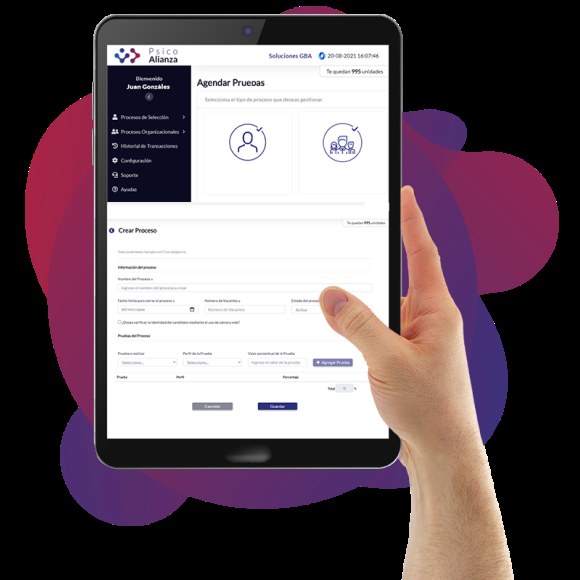 Psico
Alianza
Soluciones GBA
20-08-2021 16:07:46
Te quedan 995 unidades
Bienvenido
Juan Gonzáles
Agendar Pruebas
Selecciona el tipo de proceso que deseas gestionar
Procesos de Selección
Procesos Organizacionales
Historial de Transacciones
Configuración
Soporte
Ayudas
Te quedan 995 unidades
Crear Proceso
Información del proceso
Nombre del Proceso
Ingrese el nombre del proceso a crear
Fecha límite para cerrar el proceso
Número de Vacantes
Estado del proceso
dd/mm/aaaa
Número de Vacantes
Activo
¿Desea verificar la identidad del candidato mediante el uso de cámara web?
Pruebas del Proceso
Prueba a realizar
Perfil de la Prueba
Valor porcentual de la Prueba
Seleccione...
Seleccione...
Ingrese el valor de la prueba
+ Agregar Prueba
Prueba
Perfil
Porcentaje
Total 0 %
Cancelar
Guardar